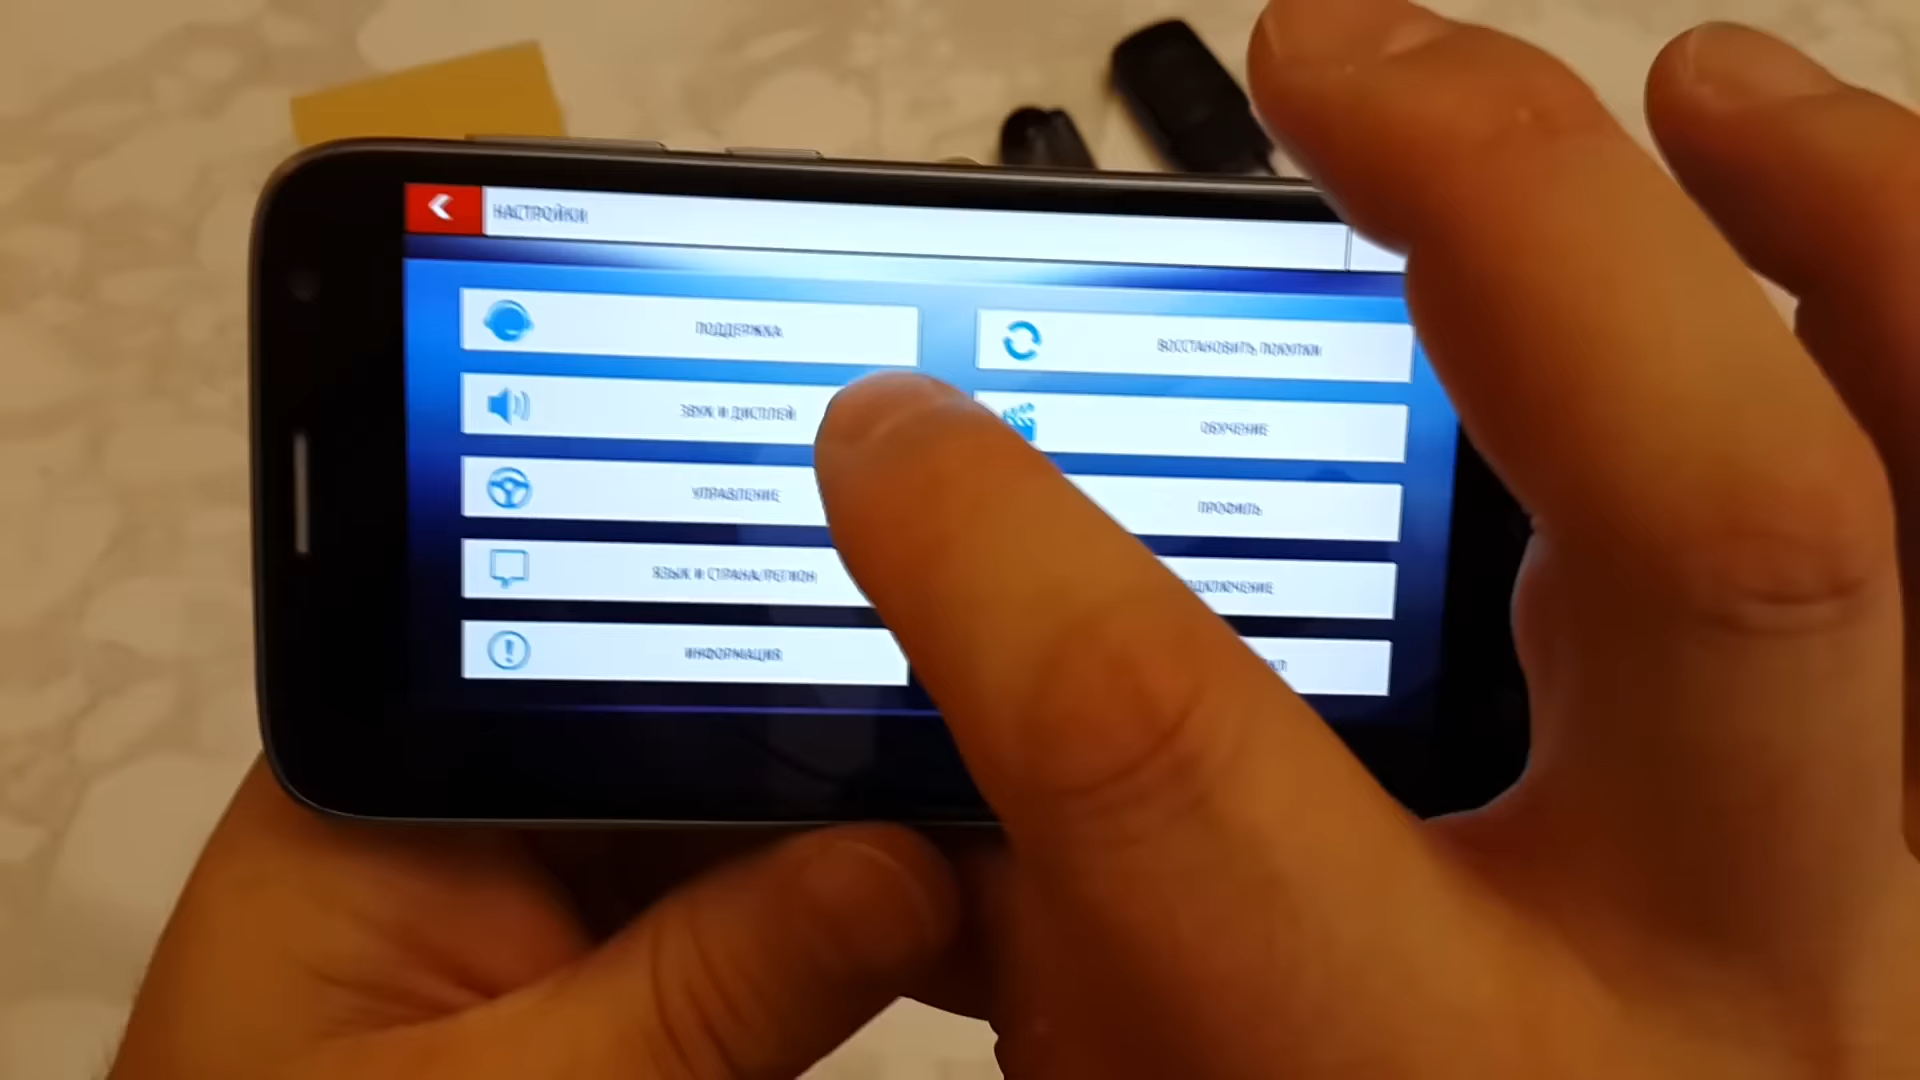 НАСТРОЙКИ
ПОДДЕРЖКА
ВОССТАНОВИТЬ ПОКУПКИ
ЗВУК И ДИСПЛЕЙ
ОБУЧЕНИЕ
УПРАВЛЕНИЕ
ПРОФИЛЬ
ЯЗЫК И СТРАНА/РЕГИОН
ИНФОРМАЦИЯ